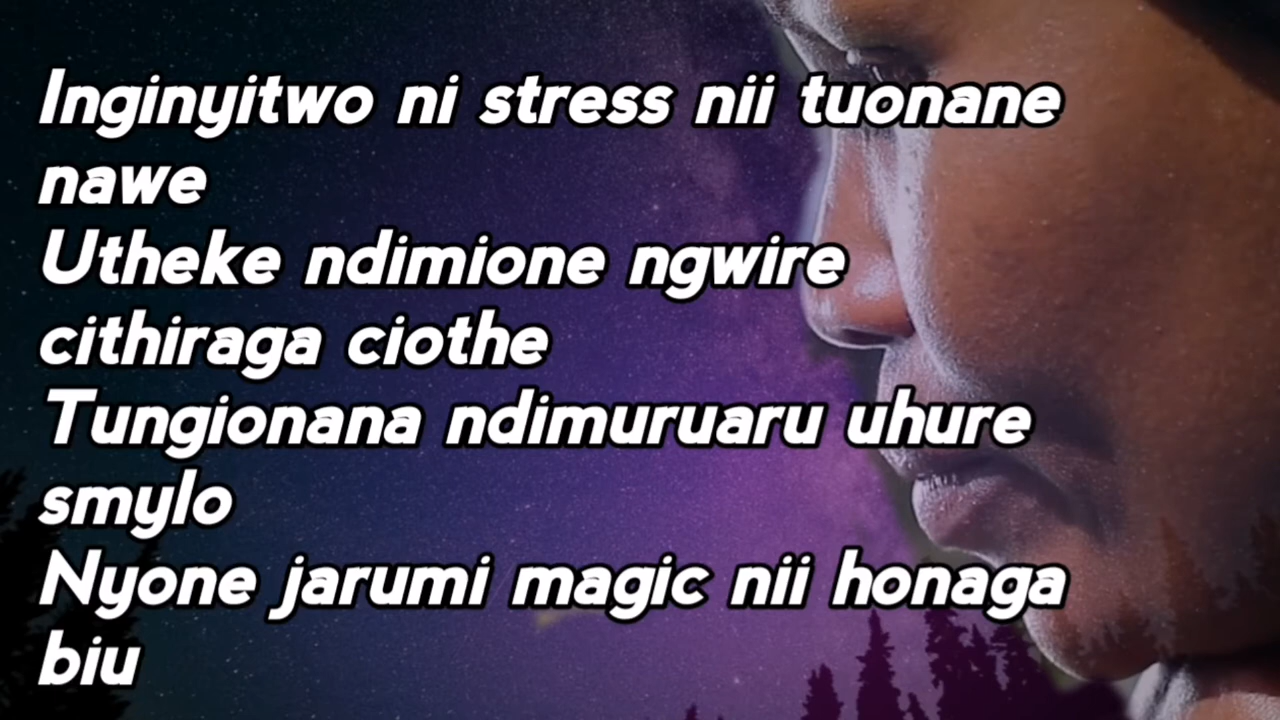 Inginyitwo ni stress nii tuonane
nawe
Utheke ndimione ngwire
cithiraga ciothe
Tungionana ndimuruaru uhure
smylo
Nyone jarumi magic nii honaga
biu